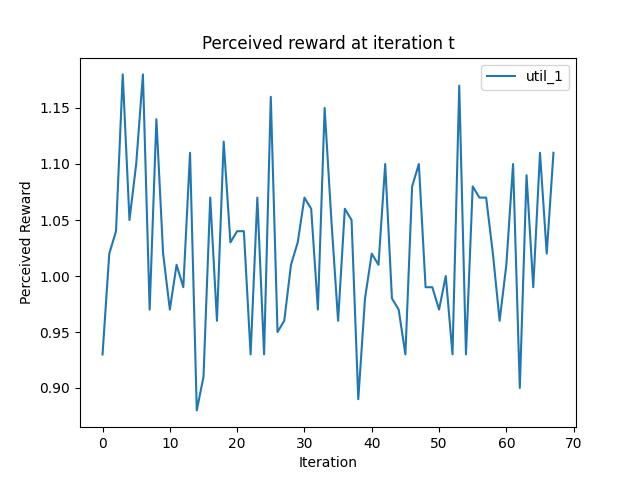 Perceived reward at iteration t
util_1
Perceived Reward
1.15
1.10
1.05
1.00
0.95
0.90
0 10 20 30 40 50 60 70
Iteration